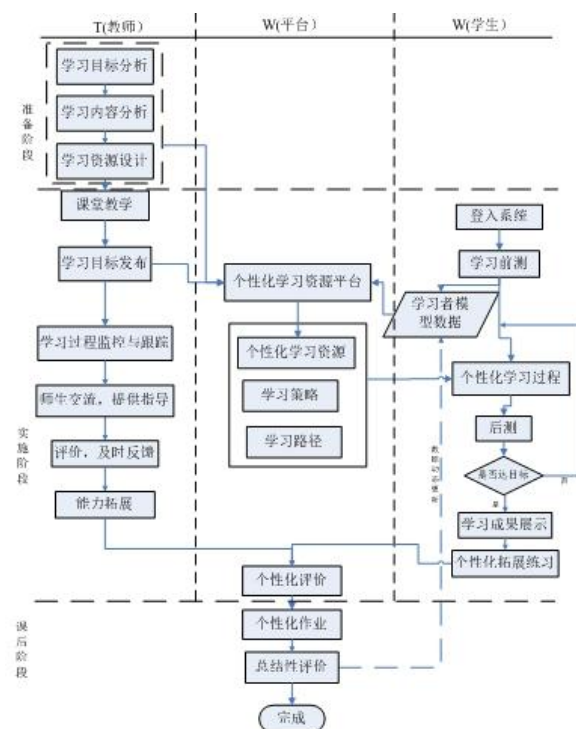 T(教师)
W(平台)
W(学生)
准备阶段
学习目标分析
学习内容分析
学习资源设计
课堂教学
登入系统
学习目标发布
学习前测
个性化学习资源平台
学习者模
型数据
学习过程监控与跟踪
个性化学习资源
个性化学习过程
师生交流,提供指导
学习策略
后测
实施阶段
评价,及时反馈
学习路径
是否达目标
否
是
能力拓展
学习成果展示
个性化拓展练习
个性化评价
课后阶段
个性化作业
总结性评价
完成